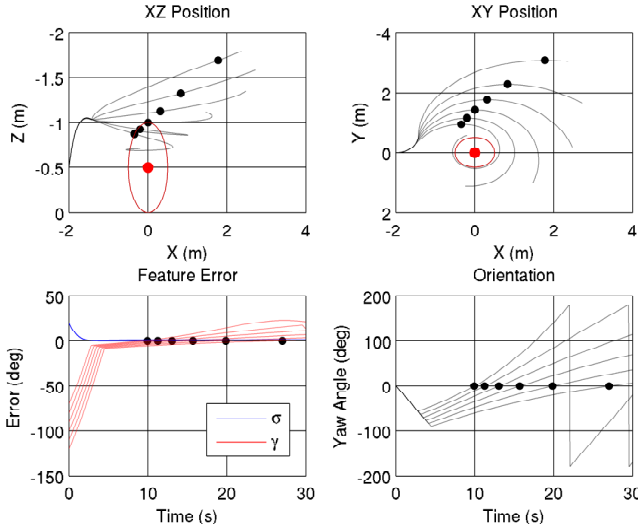 XZ Position
-2
-1.5
-1
-0.5
0
Z (m)
-2 0 2 4
X (m)
XY Position
-4
-2
0
2
Y (m)
-2 0 2 4
X (m)
Feature Error
50
0
-50
-100
-150
Error (deg)
σ
γ
0 10 20 30
Time (s)
Orientation
200
100
0
-100
-200
Yaw Angle (deg)
0 10 20 30
Time (s)